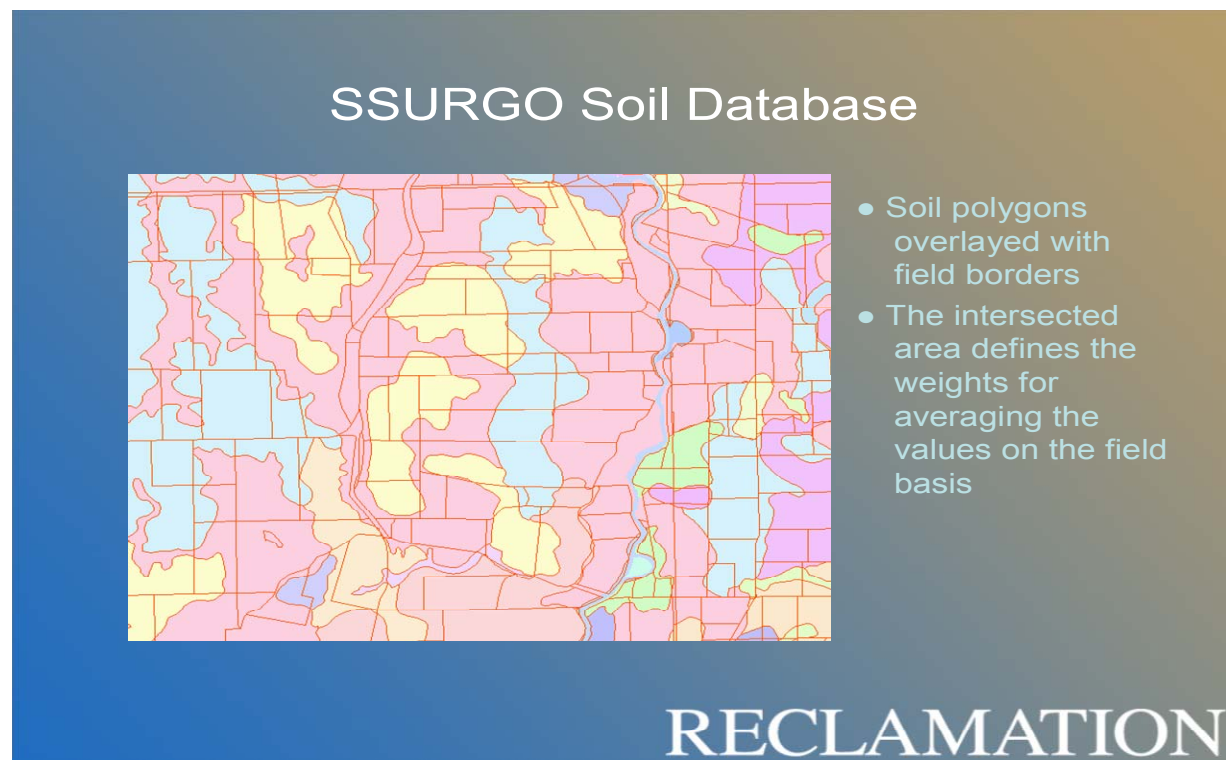 SSURGO Soil Database
● Soil polygons
overlayed with
field borders
● The intersected
area defines the
weights for
averaging the
values on the field
basis
RECLAMATION